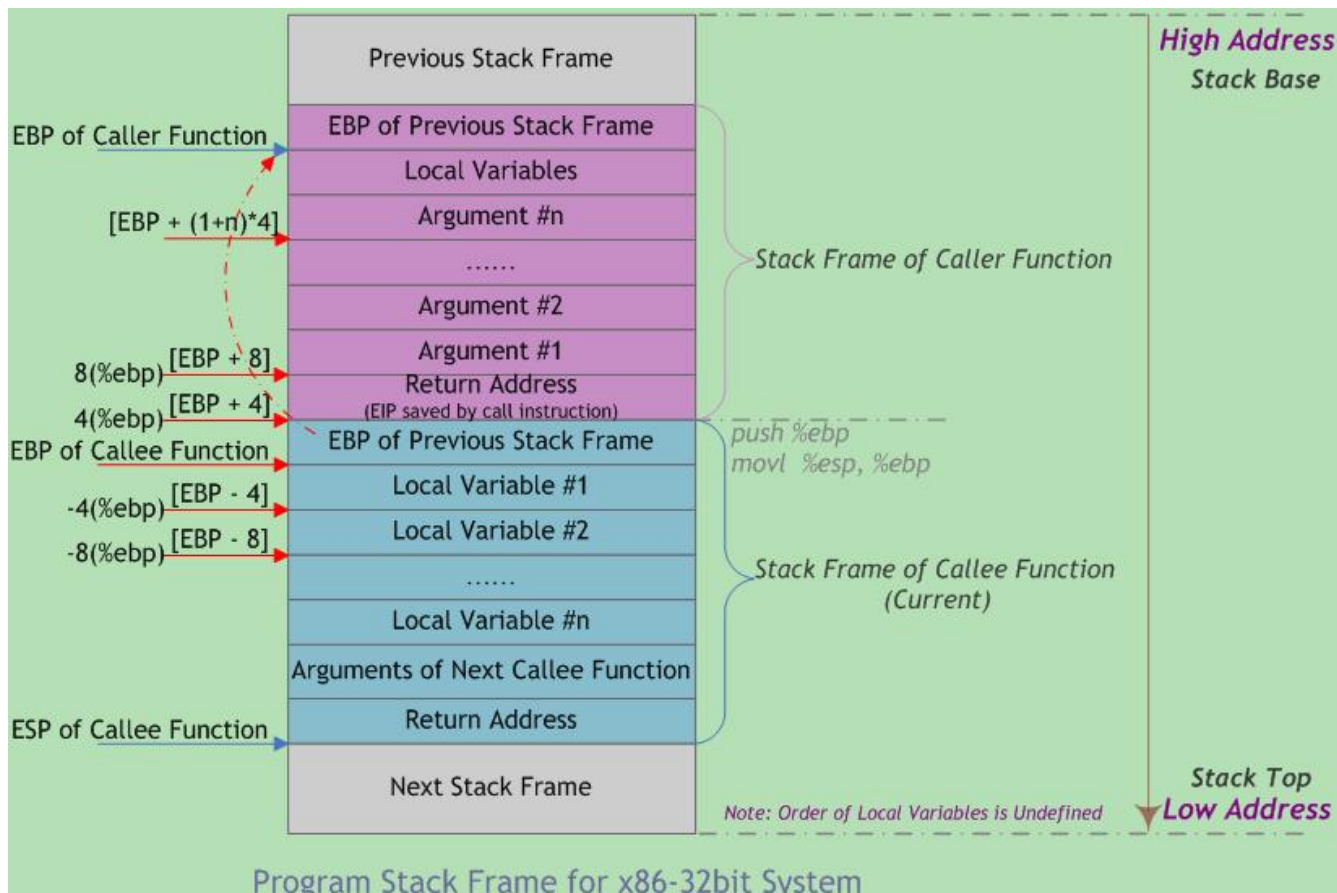 High Address
Previous Stack Frame
Stack Base
EBP of Previous Stack Frame
EBP of Caller Function
Local Variables
Argument #n
[EBP + (1+n)*4]
Stack Frame of Caller Function
......
Argument #2
Argument #1
8(%ebp) [EBP + 8]
Return Address
(EIP saved by call instruction)
4(%ebp) [EBP + 4]
push %ebp
EBP of Previous Stack Frame
EBP of Callee Function
movl %esp, %ebp
Local Variable #1
-4(%ebp) [EBP - 4]
Local Variable #2
-8(%ebp) [EBP - 8]
Stack Frame of Callee Function
(Current)
......
Local Variable #n
Arguments of Next Callee Function
Return Address
ESP of Callee Function
Next Stack Frame
Stack Top
Note: Order of Local Variables is Undefined
Low Address
Program Stack Frame for x86-32bit System